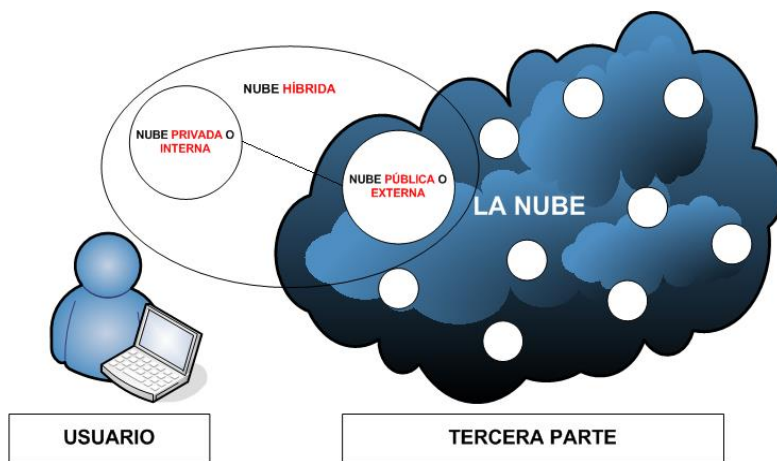 NUBE HÍBRIDA
NUBE PRIVADA O
INTERNA
NUBE PÚBLICA O
EXTERNA
LA NUBE
USUARIO
TERCERA PARTE